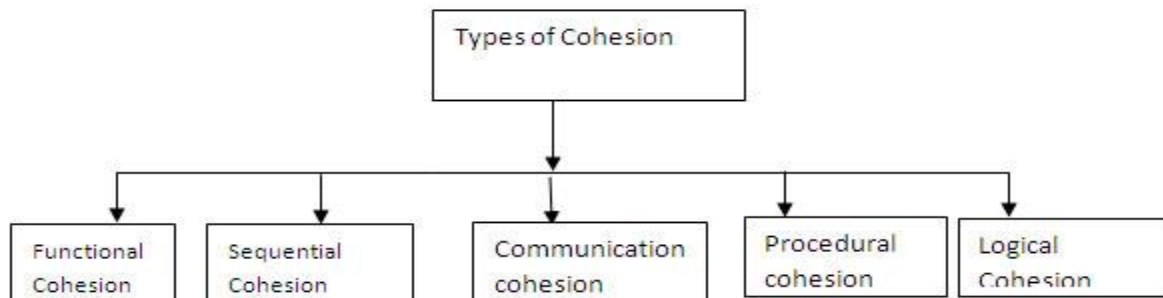 Types of Cohesion
Functional
Cohesion
Sequential
Cohesion
Communication
cohesion
Procedural
cohesion
Logical
Cohesion